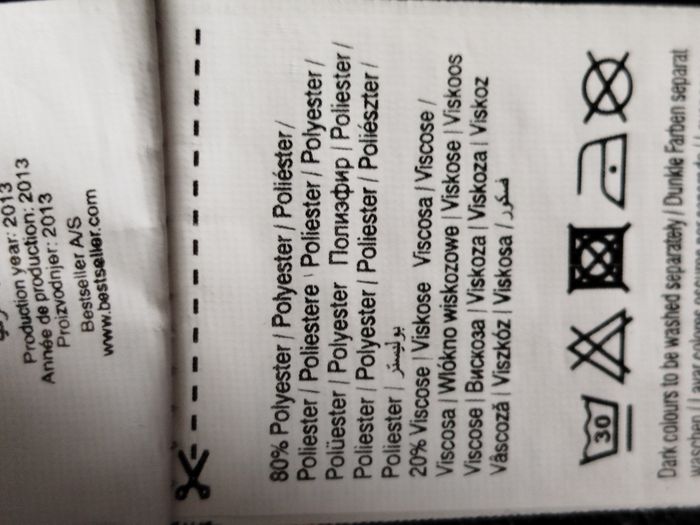 Production year: 2013
Année de production: 2013
Proizvodnjer: 2013
Bestseller A/S
www.bestseller.com
80% Polyester / Polyester / Poliéster /
Poliester / Poliestere | Poliester / Polyester /
Polüester / Polyester Полиэфир | Poliester /
Poliester / Polyester / Poliester / Poliészter /
Poliester / بوليستر
20% Viscose | Viskose Viscosa | Viscose /
Viscosa | Włókno wiskozowe | Viskose | Viskoos
Viscose | Вискоза | Viskoza | Viskoza | Viskoz
Vâscoză | Viszkóz | Viskosa /
30
Dark colours to be washed separately / Dunkle Farben separat